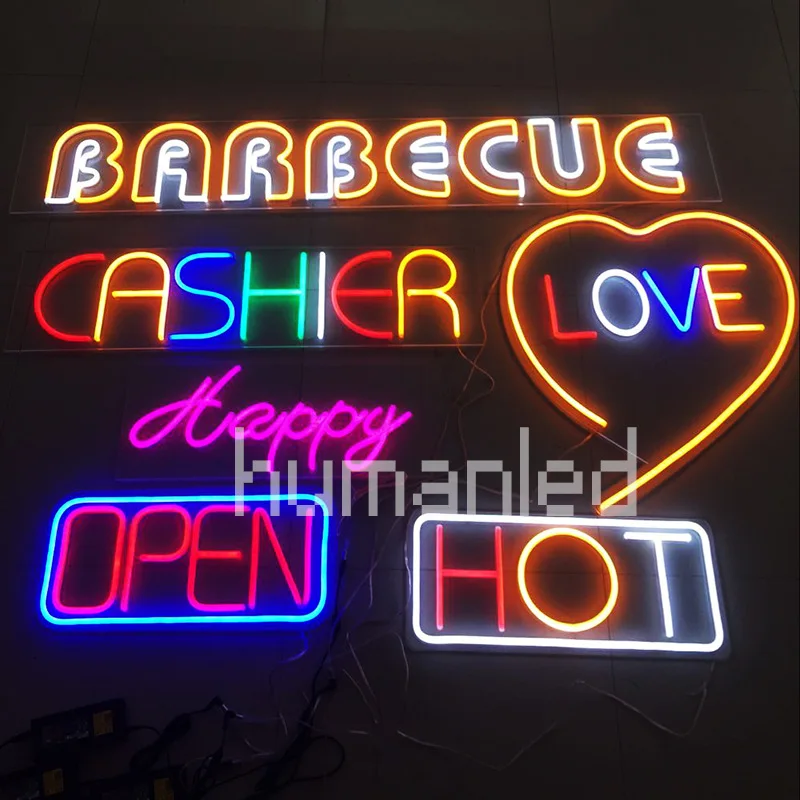 BARBECUE
CASHIER
LOVE
Happy
humanled
OPEN
HOT